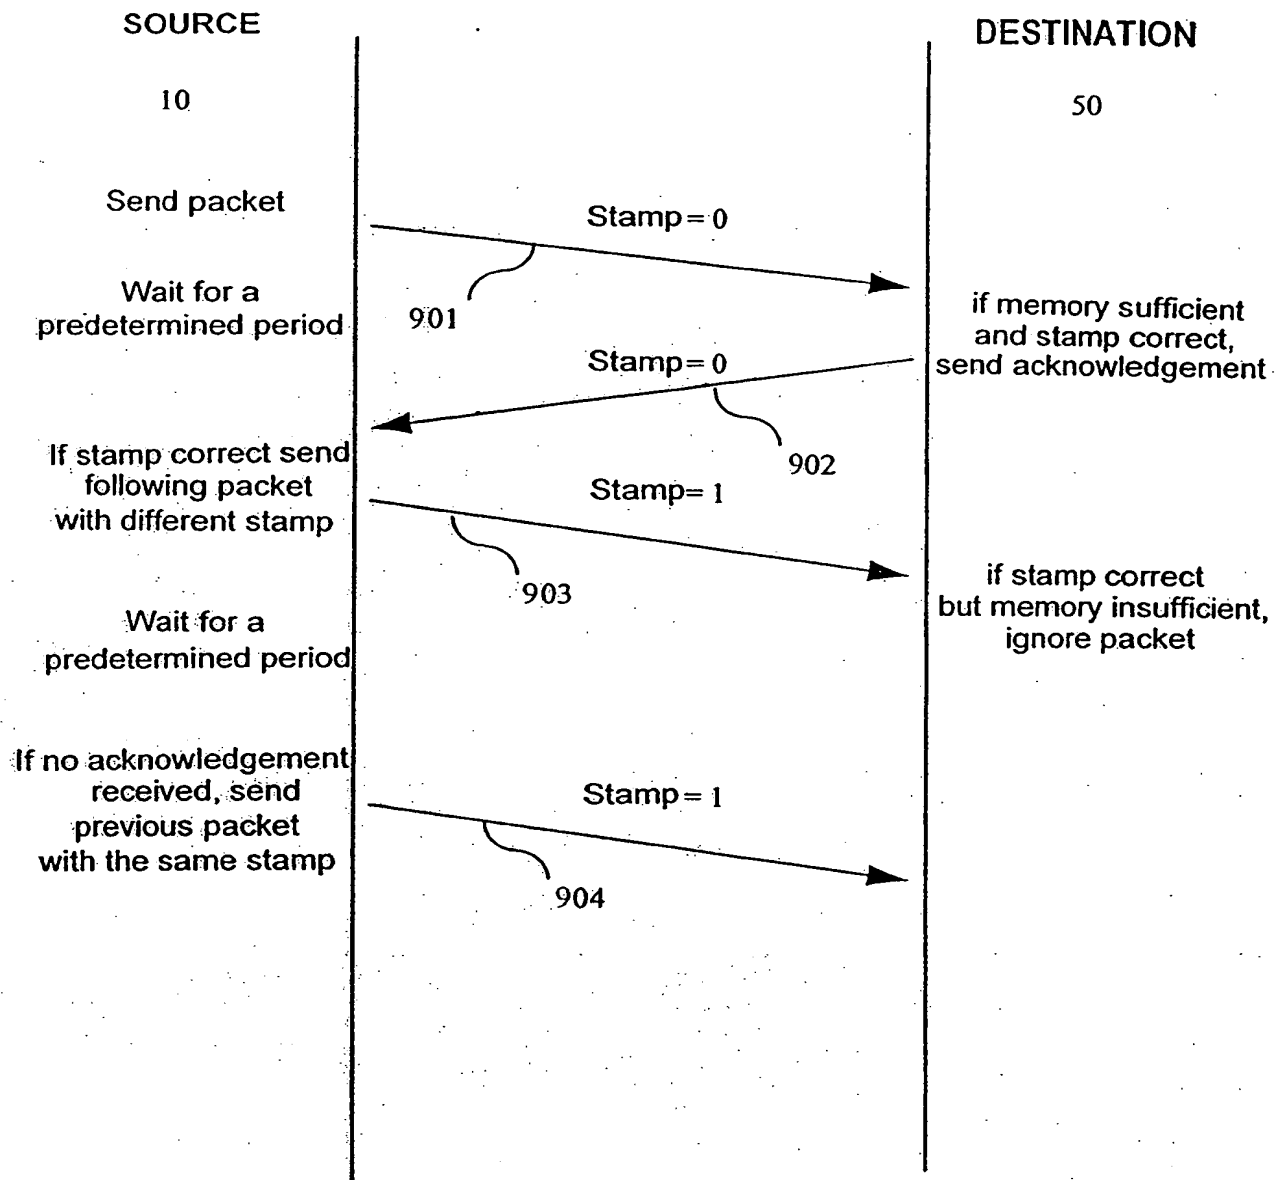 SOURCE
DESTINATION
10
50
Send packet
Stamp= 0
Wait for a
predetermined period
901
if memory sufficient
and stamp correct,
send acknowledgement
Stamp= 0
902
If stamp correct send
following packet
with different stamp
Stamp= 1
903
if stamp correct
but memory insufficient,
ignore packet
Wait for a
predetermined period
If no acknowledgement
received, send
previous packet
with the same stamp
Stamp= 1
904